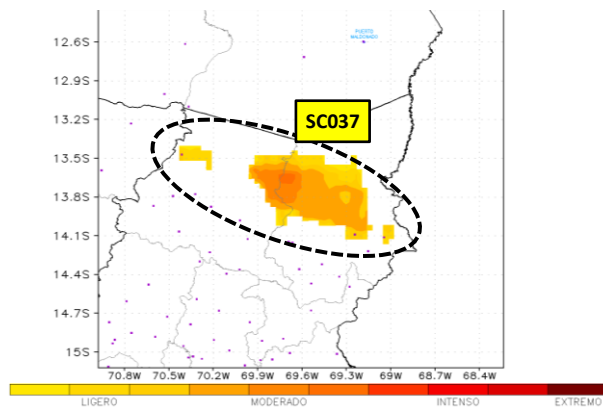 12.6S
PUERTO
MALDONADO
12.9S
13.2S
SC037
13.5S
13.8S
14.1S
14.4S
14.7S
15S
70.8W 70.5W 70.2W 69.9W 69.6W 69.3W 69W 68.7W 68.4W
LIGERO MODERADO INTENSO EXTREMO